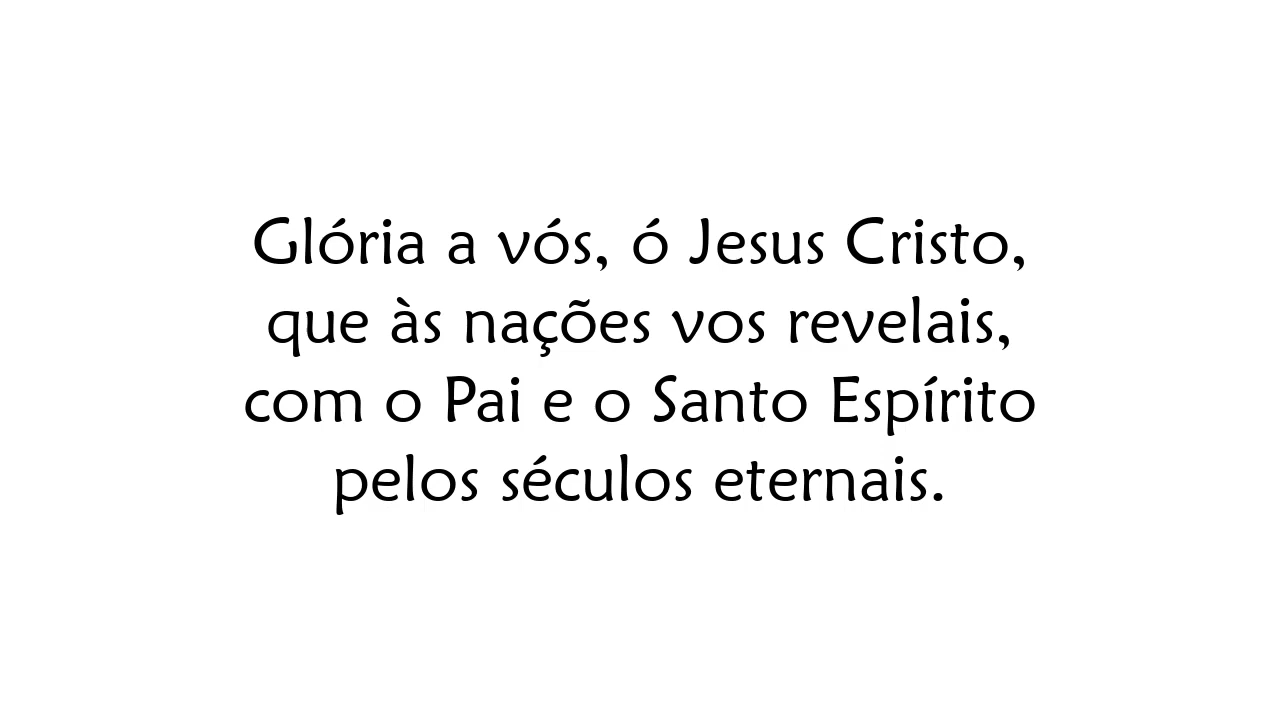 Glória a vós, ó Jesus Cristo,
que às nações vos revelais,
com o Pai e o Santo Espírito
pelos séculos eternais.